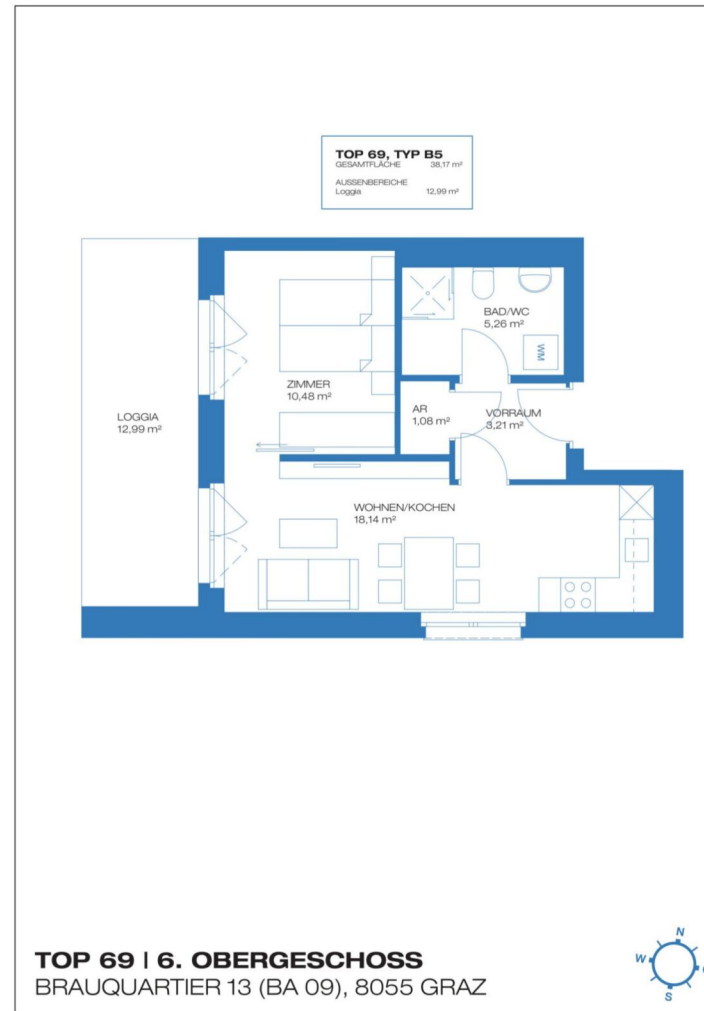 TOP 69, TYP B5
GESAMTFLÄCHE 38,17 m²
AUSSENBEREICHE
Loggia 12,99 m²
BAD/WC
5,26 m²
WM
ZIMMER
10,48 m²
AR
1,08 m²
VORRAUM
3,21 m²
LOGGIA
12,99 m²
WOHNEN/KOCHEN
18,14 m²
TOP 69 | 6. OBERGESCHOSS
BRAUQUARTIER 13 (BA 09), 8055 GRAZ
N
W
S